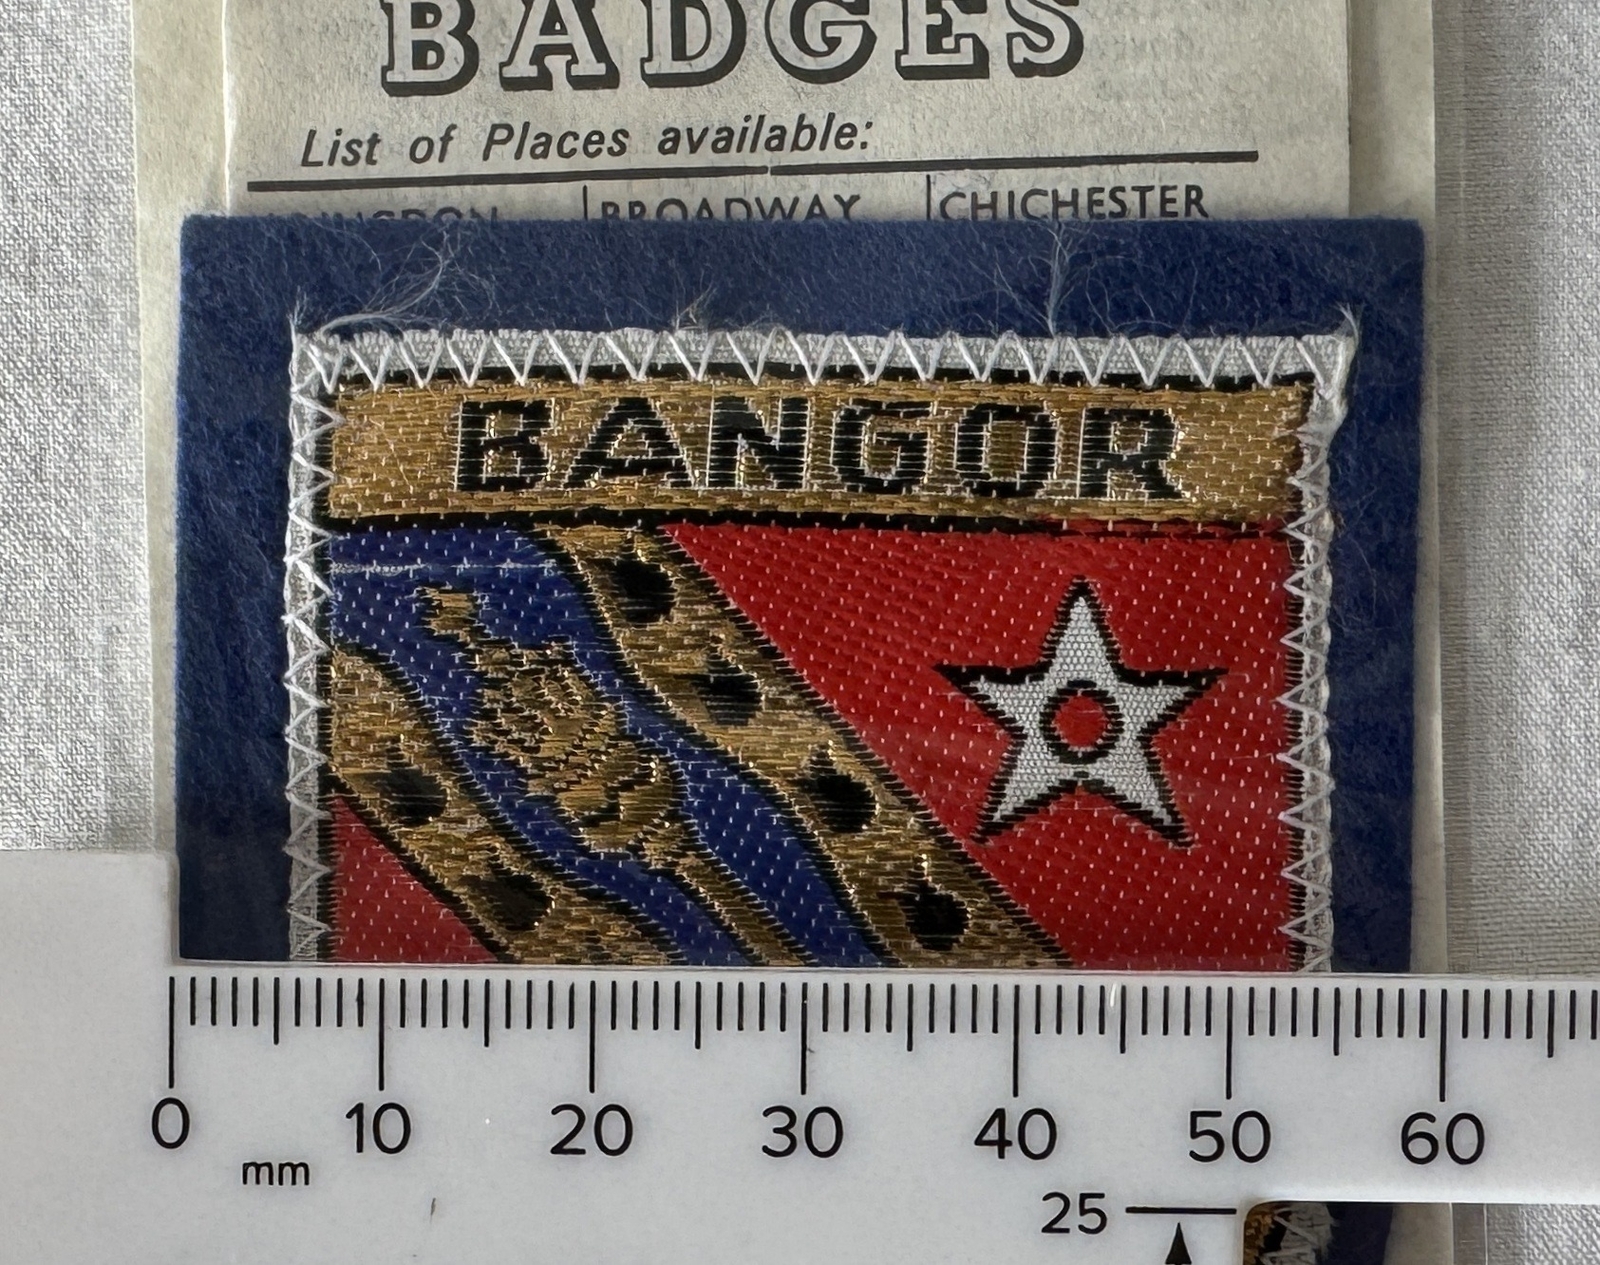 BADGES
List of Places available:
BROADWAY CHICHESTER
BANGOR
0 10 20 30 40 50 60
mm
25